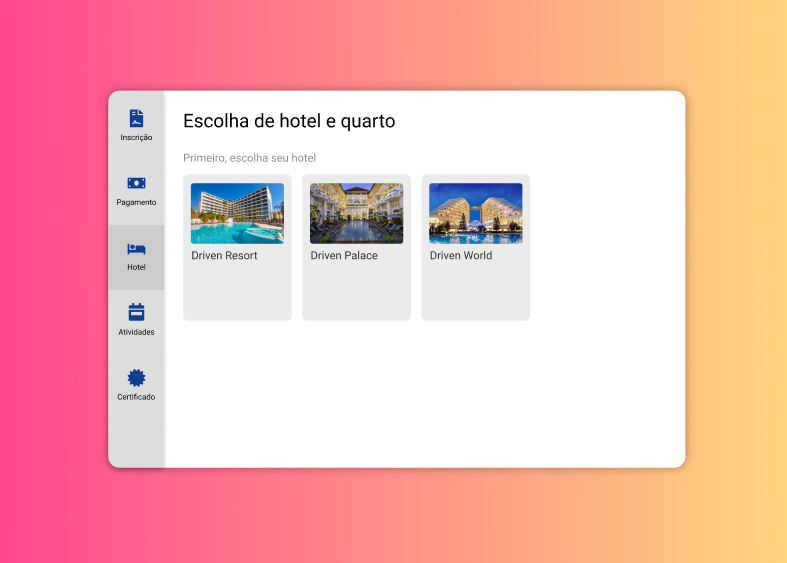 Inscrição
Pagamento
Hotel
Atividades
Certificado
Escolha de hotel e quarto
Primeiro, escolha seu hotel
Driven Resort
Driven Palace
Driven World